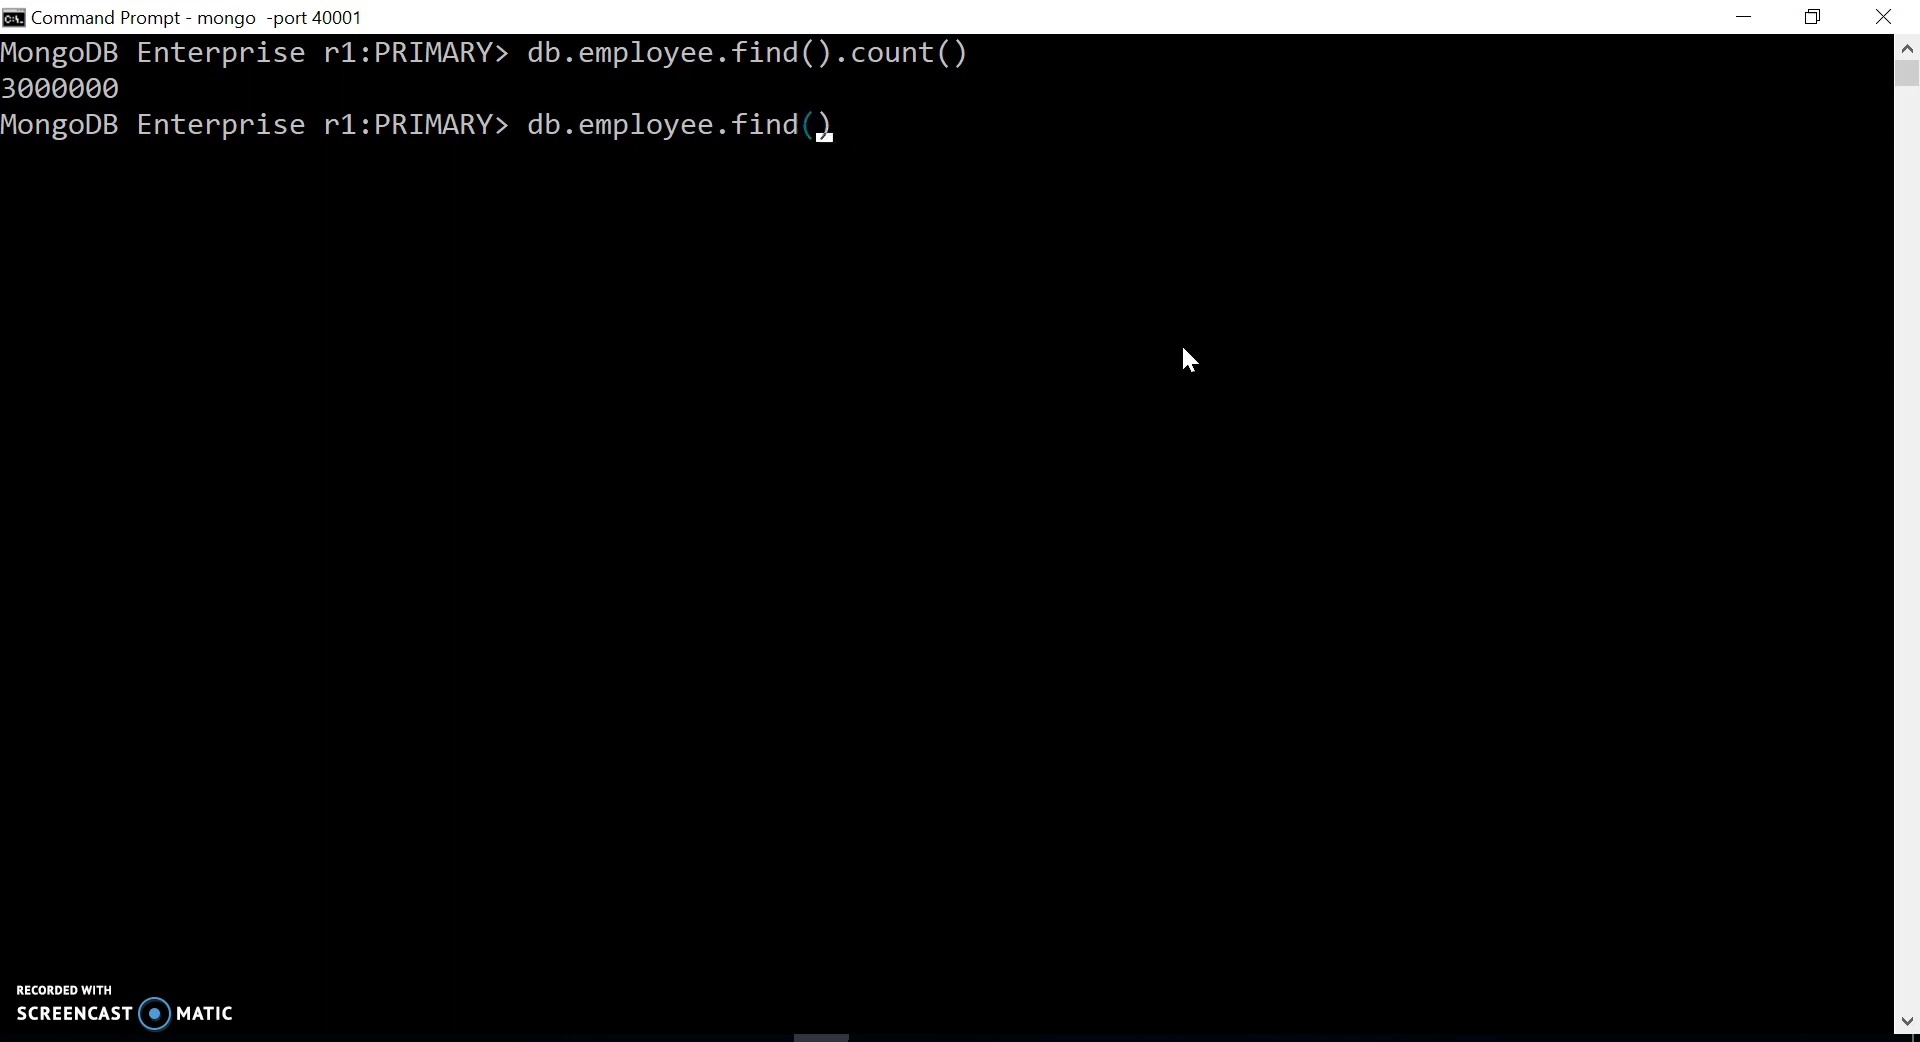 Command Prompt - mongo -port 40001
MongoDB Enterprise r1:PRIMARY> db.employee.find().count()
3000000
MongoDB Enterprise r1:PRIMARY> db.employee.find()
RECORDED WITH
SCREENCAST MATIC